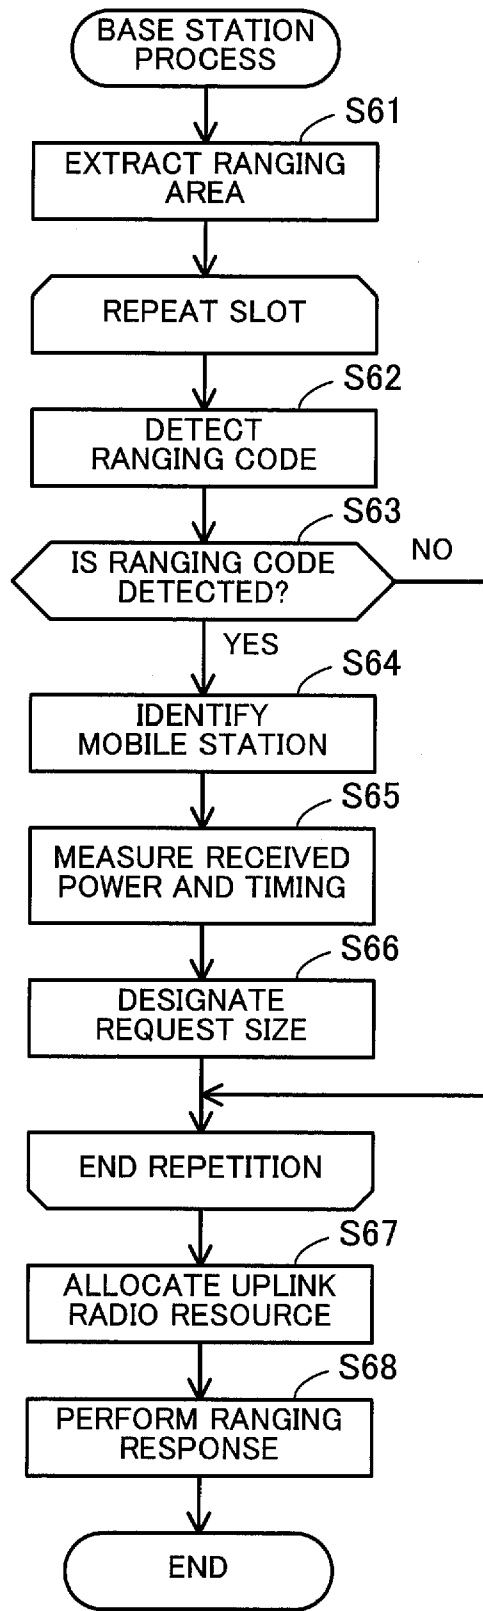 BASE STATION
PROCESS
S61
EXTRACT RANGING
AREA
REPEAT SLOT
S62
DETECT
RANGING CODE
S63
IS RANGING CODE
DETECTED?
NO
YES
S64
IDENTIFY
MOBILE STATION
S65
MEASURE RECEIVED
POWER AND TIMING
S66
DESIGNATE
REQUEST SIZE
END REPETITION
S67
ALLOCATE UPLINK
RADIO RESOURCE
S68
PERFORM RANGING
RESPONSE
END